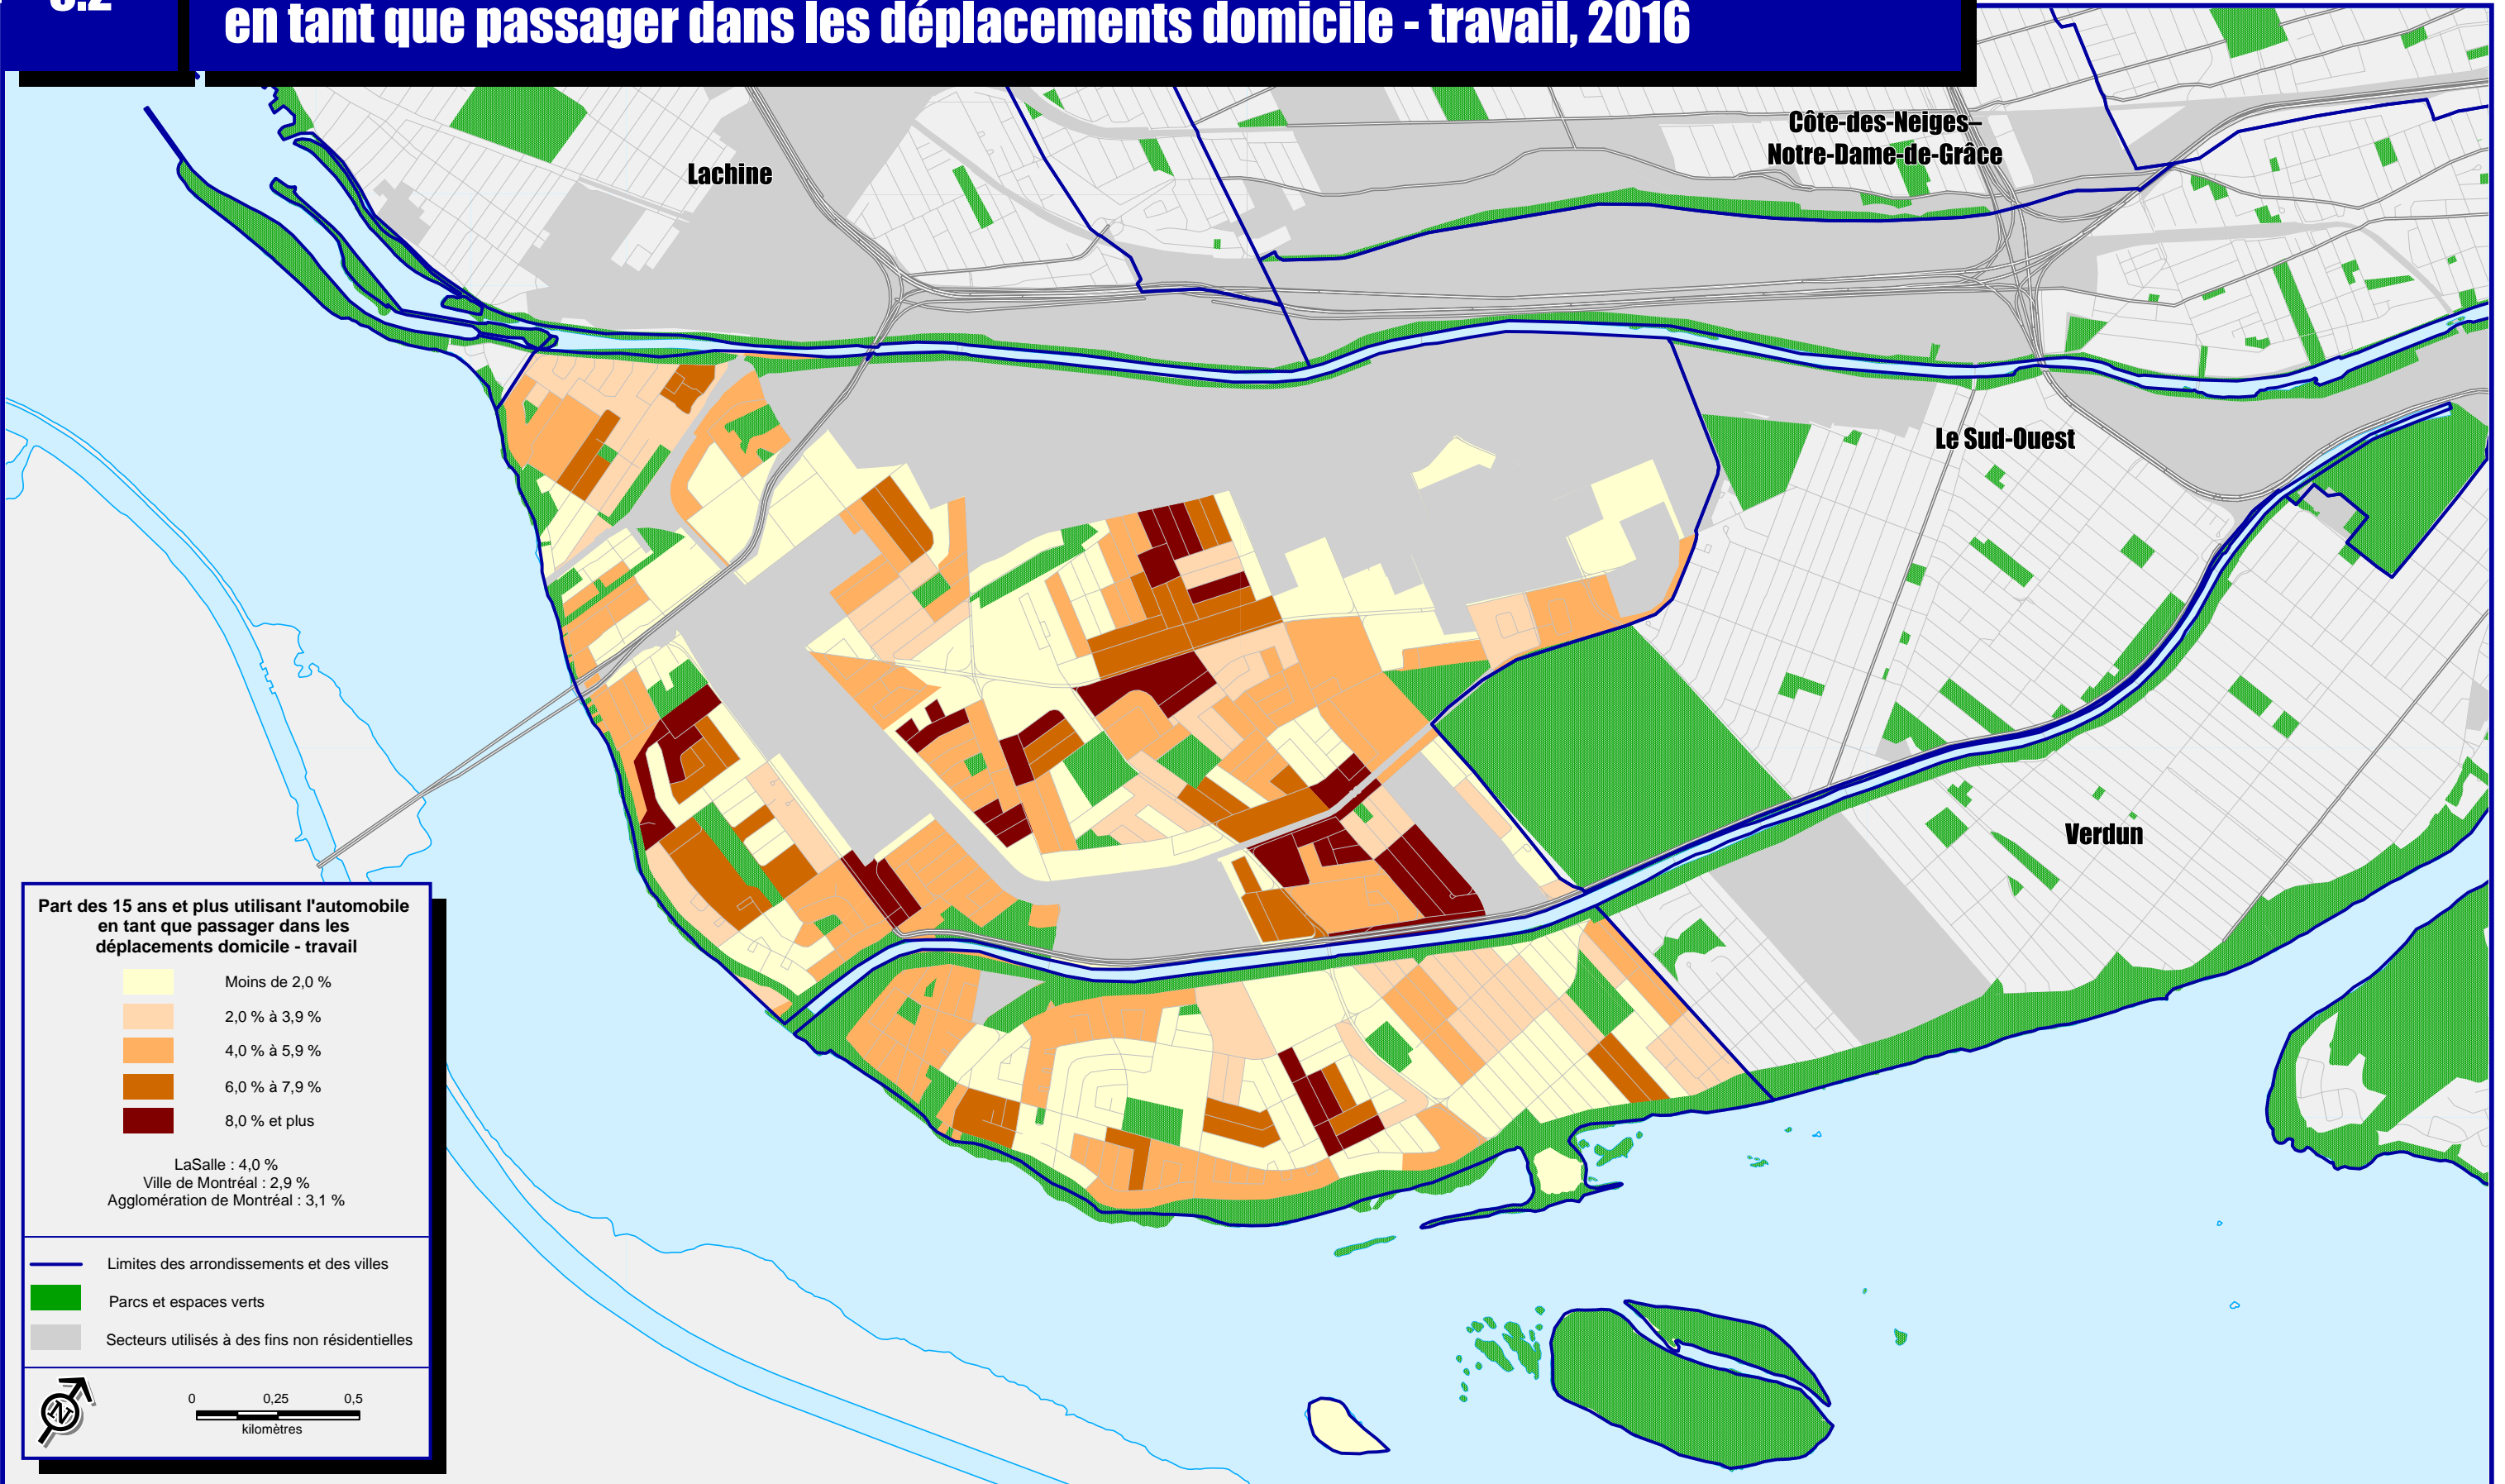 en tant que passager dans les déplacements domicile - travail, 2016
Côte-des-Neiges–
Notre-Dame-de-Grâce
Lachine
Le Sud-Ouest
Verdun
Part des 15 ans et plus utilisant l'automobile
en tant que passager dans les
déplacements domicile - travail
Moins de 2,0 %
2,0 % à 3,9 %
4,0 % à 5,9 %
6,0 % à 7,9 %
8,0 % et plus
LaSalle : 4,0 %
Ville de Montréal : 2,9 %
Agglomération de Montréal : 3,1 %
Limites des arrondissements et des villes
Parcs et espaces verts
Secteurs utilisés à des fins non résidentielles
N
0 0,25 0,5
kilomètres